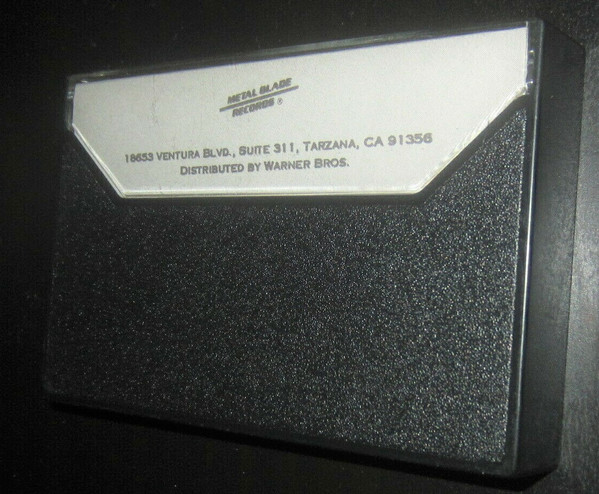 METAL BLADE
RECORDS ®
18653 VENTURA BLVD., SUITE 311, TARZANA, CA 91356
DISTRIBUTED BY WARNER BROS.